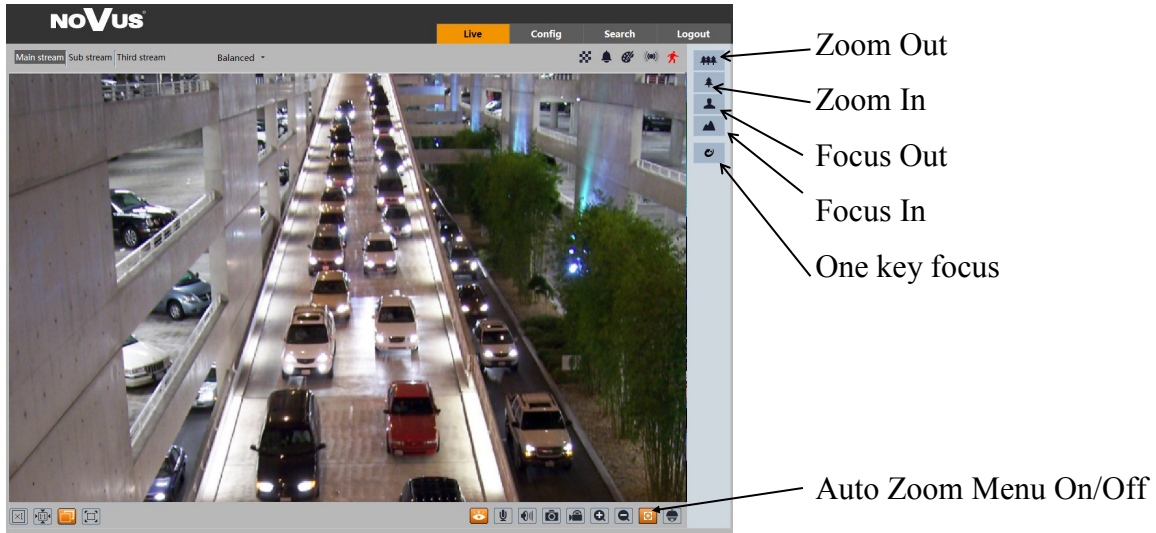 NOVUS
Live Config Search Logout
Main stream Sub stream Third stream Balanced
Zoom Out
Zoom In
Focus Out
Focus In
One key focus
Auto Zoom Menu On/Off